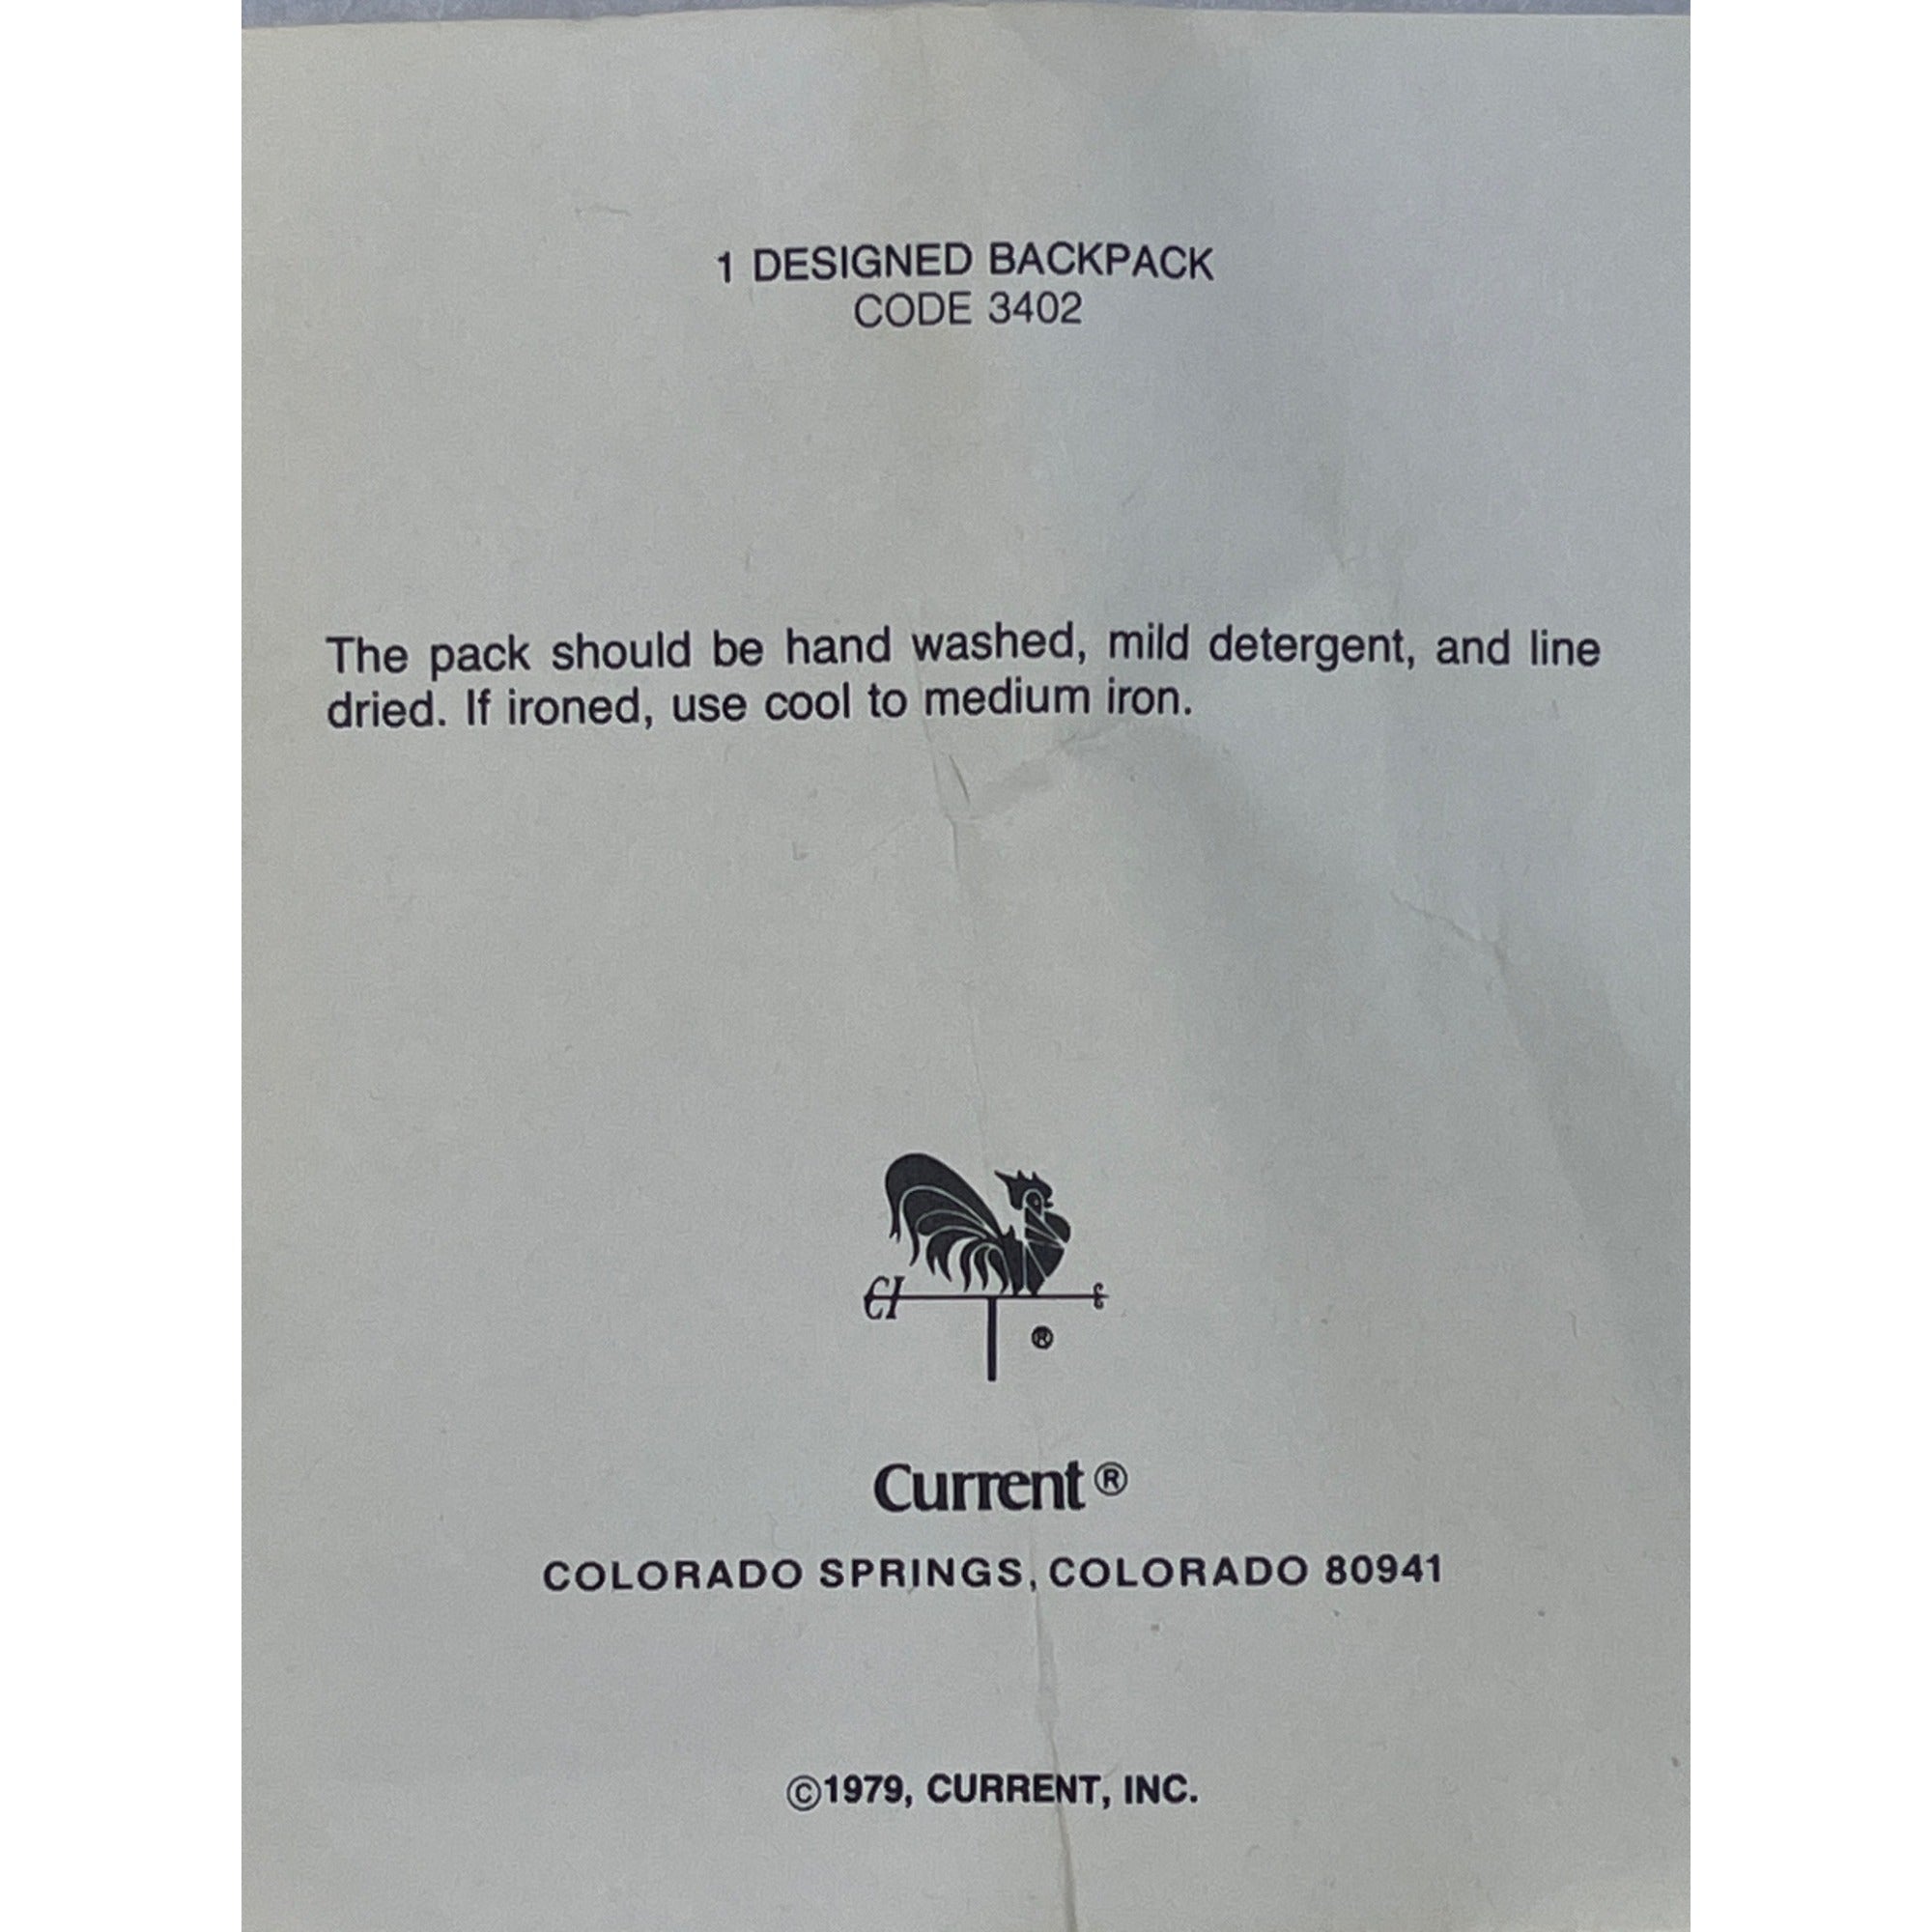 1 DESIGNED BACKPACK
CODE 3402
The pack should be hand washed, mild detergent, and line
dried. If ironed, use cool to medium iron.
CI
®
Current®
COLORADO SPRINGS, COLORADO 80941
©1979, CURRENT, INC.